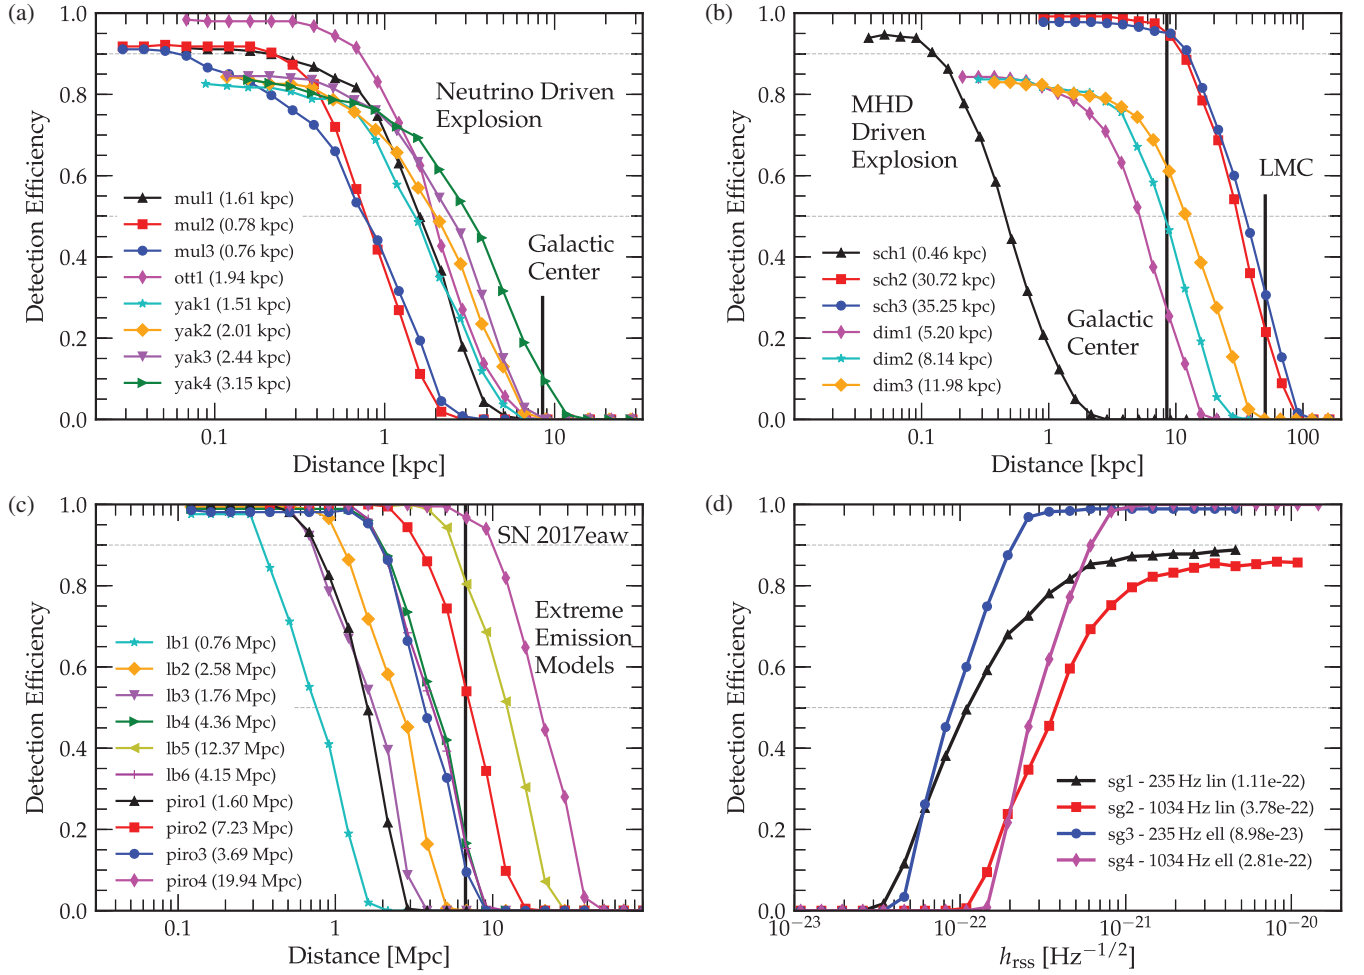 (a)
1.0
0.8
0.6
0.4
0.2
0.0
Detection Efficiency
Neutrino Driven
Explosion
mul1 (1.61 kpc)
mul2 (0.78 kpc)
mul3 (0.76 kpc)
ott1 (1.94 kpc)
yak1 (1.51 kpc)
yak2 (2.01 kpc)
yak3 (2.44 kpc)
yak4 (3.15 kpc)
Galactic
Center
0.1 1 10
Distance [kpc]
(b)
1.0
0.8
0.6
0.4
0.2
0.0
Detection Efficiency
MHD
Driven
Explosion
LMC
sch1 (0.46 kpc)
sch2 (30.72 kpc)
sch3 (35.25 kpc)
dim1 (5.20 kpc)
dim2 (8.14 kpc)
dim3 (11.98 kpc)
Galactic
Center
0.1 1 10 100
Distance [kpc]
(c)
1.0
0.8
0.6
0.4
0.2
0.0
Detection Efficiency
SN 2017eaw
Extreme
Emission
Models
lb1 (0.76 Mpc)
lb2 (2.58 Mpc)
lb3 (1.76 Mpc)
lb4 (4.36 Mpc)
lb5 (12.37 Mpc)
lb6 (4.15 Mpc)
piro1 (1.60 Mpc)
piro2 (7.23 Mpc)
piro3 (3.69 Mpc)
piro4 (19.94 Mpc)
0.1 1 10
Distance [Mpc]
(d)
1.0
0.8
0.6
0.4
0.2
0.0
Detection Efficiency
sg1 - 235 Hz lin (1.11e-22)
sg2 - 1034 Hz lin (3.78e-22)
sg3 - 235 Hz ell (8.98e-23)
sg4 - 1034 Hz ell (2.81e-22)
10⁻²³ 10⁻²² 10⁻²¹ 10⁻²⁰
h_rss [Hz⁻¹ᐟ²]